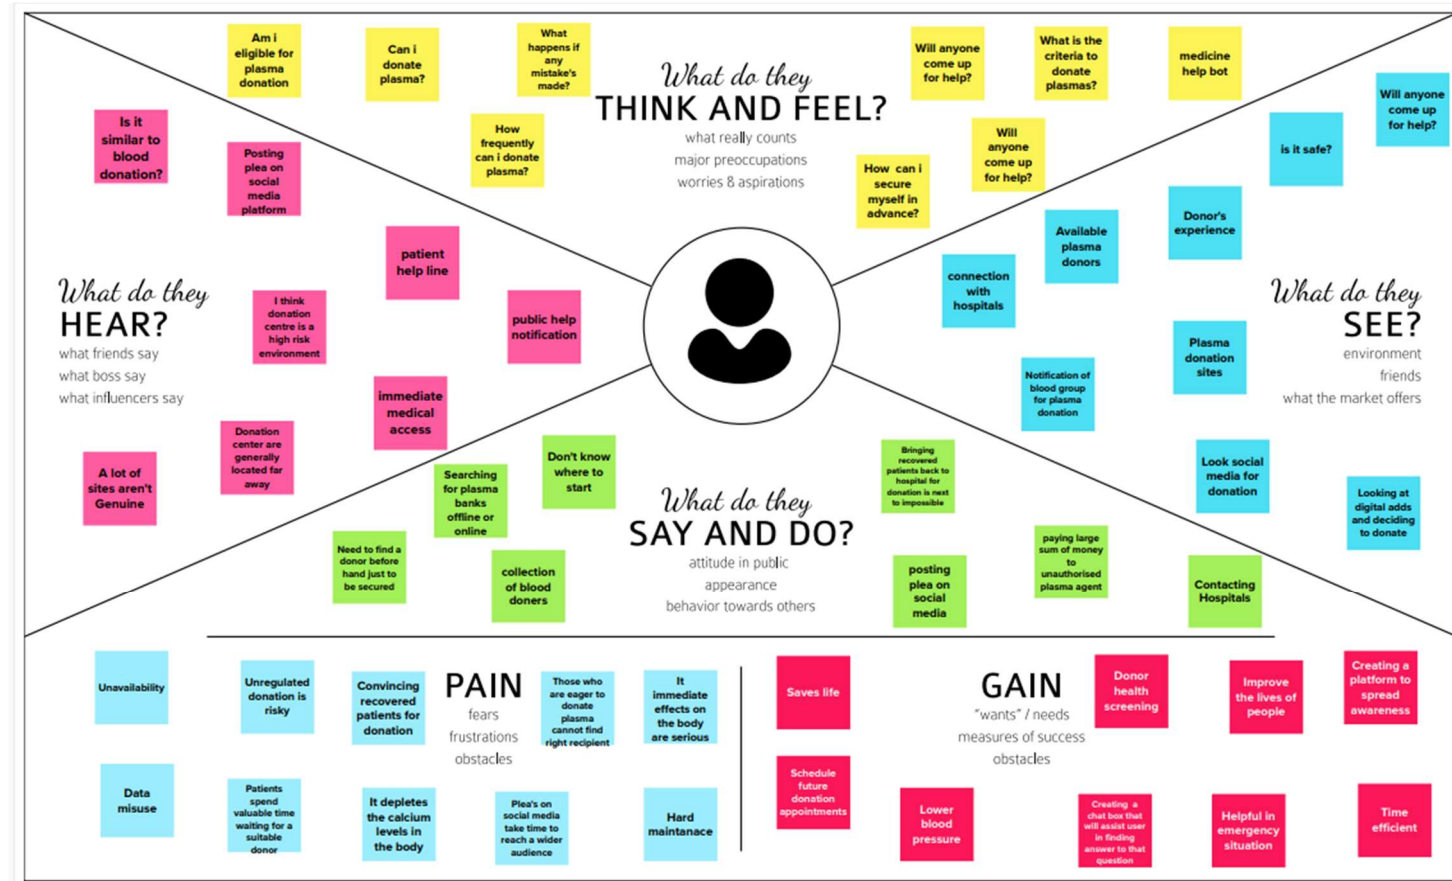 Am i
eligible for
plasma
donation
Can i
donate
plasma?
What
happens if
any
mistake's
made?
How
frequently
can i donate
plasma?
What do they
THINK AND FEEL?
what really counts
major preoccupations
worries & aspirations
Will anyone
come up
for help?
What is the
criteria to
donate
plasmas?
medicine
help bot
Will
anyone
come up
for help?
How can i
secure
myself in
advance?
Is it
similar to
blood
donation?
Posting
plea on
social
media
platform
patient
help line
What do they
HEAR?
what friends say
what boss say
what influencers say
I think
donation
centre is a
high risk
environment
public help
notification
immediate
medical
access
Donation
center are
generally
located far
away
A lot of
sites aren't
Genuine
Will anyone
come up
for help?
is it safe?
Donor's
experience
Available
plasma
donors
connection
with
hospitals
What do they
SEE?
environment
friends
what the market offers
Plasma
donation
sites
Notification of
blood group
for plasma
donation
Look social
media for
donation
Looking at
digital adds
and deciding
to donate
Don't know
where to
start
Searching
for plasma
banks
offline or
online
Need to find a
donor before
hand just to
be secured
collection
of blood
doners
What do they
SAY AND DO?
attitude in public
appearance
behavior towards others
Bringing
recovered
patients back to
hospital for
donation is next
to impossible
posting
plea on
social
media
paying large
sum of money
to
unauthorised
plasma agent
Contacting
Hospitals
Unavailability
Unregulated
donation is
risky
Convincing
recovered
patients for
donation
PAIN
fears
frustrations
obstacles
Those who
are eager to
donate
plasma
cannot find
right recipient
It
immediate
effects on
the body
are serious
Data
misuse
Patients
spend
valuable time
waiting for a
suitable
donor
It depletes
the calcium
levels in
the body
Plea's on
social media
take time to
reach a wider
audience
Hard
maintanace
Saves life
GAIN
"wants" / needs
measures of success
obstacles
Donor
health
screening
Improve
the lives of
people
Creating a
platform to
spread
awareness
Schedule
future
donation
appointments
Lower
blood
pressure
Creating a
chat box that
will assist user
in finding
answer to that
question
Helpful in
emergency
situation
Time
efficient